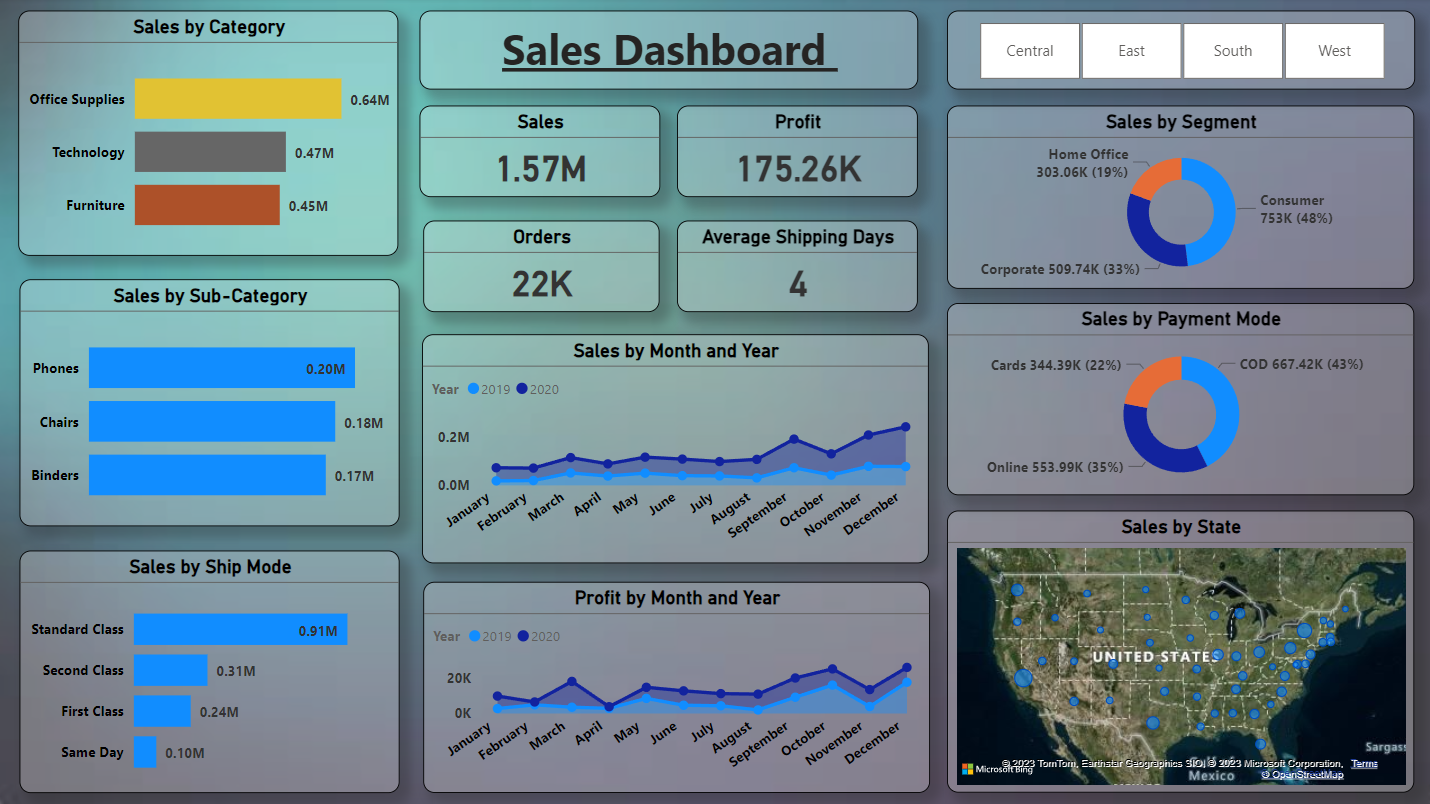 Sales by Category
Office Supplies
0.64M
Technology
0.47M
Furniture
0.45M
Sales by Sub-Category
Phones
0.20M
Chairs
0.18M
Binders
0.17M
Sales by Ship Mode
Standard Class
0.91M
Second Class
0.31M
First Class
0.24M
Same Day
0.10M
Sales Dashboard
Sales
1.57M
Profit
175.26K
Orders
22K
Average Shipping Days
4
Sales by Month and Year
Year 2019 2020
0.2M
0.0M
January February March April May June July August September October November December
Profit by Month and Year
Year 2019 2020
20K
0K
January February March April May June July August September October November December
Central East South West
Sales by Segment
Home Office
303.06K (19%)
Consumer
753K (48%)
Corporate 509.74K (33%)
Sales by Payment Mode
Cards 344.39K (22%)
COD 667.42K (43%)
Online 553.99K (35%)
Sales by State
UNITED STATES
Sargass
Mexico
Microsoft Bing
© 2023 TomTom, Earthstar Geographics SIO, © 2023 Microsoft Corporation, Terms
© OpenStreetMap